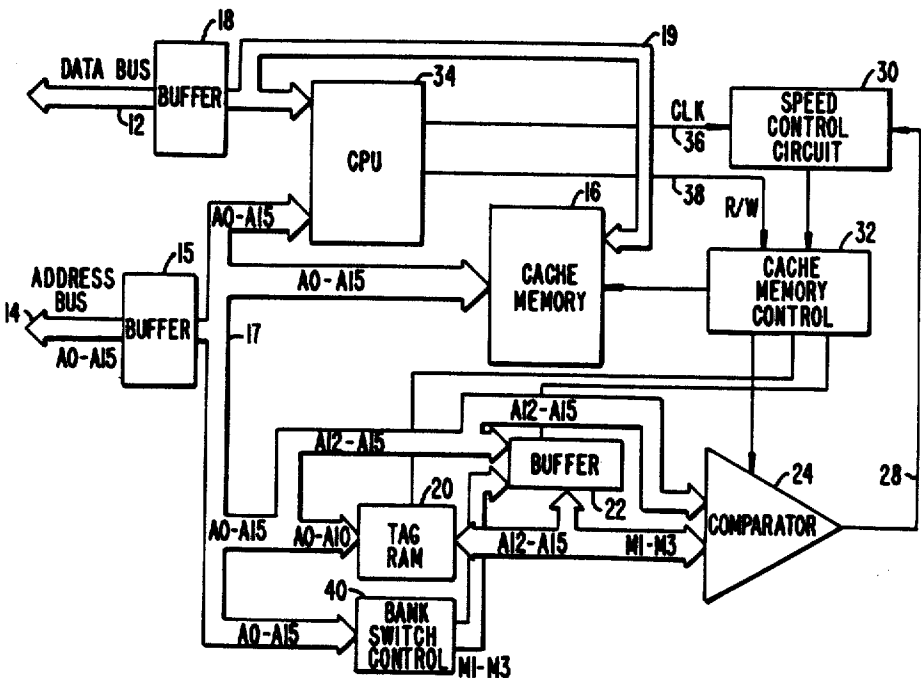 18
19
DATA BUS
BUFFER
12
34
CPU
CLK
36
30
SPEED
CONTROL
CIRCUIT
38
R/W
A0-A15
16
CACHE
MEMORY
32
CACHE
MEMORY
CONTROL
15
ADDRESS
BUS
14
BUFFER
A0-A15
17
A0-A15
A12-A15
A12-A15
BUFFER
22
24
COMPARATOR
28
20
A0-A15
A0-A10
TAG
RAM
A12-A15
M1-M3
40
BANK
SWITCH
CONTROL
A0-A15
M1-M3